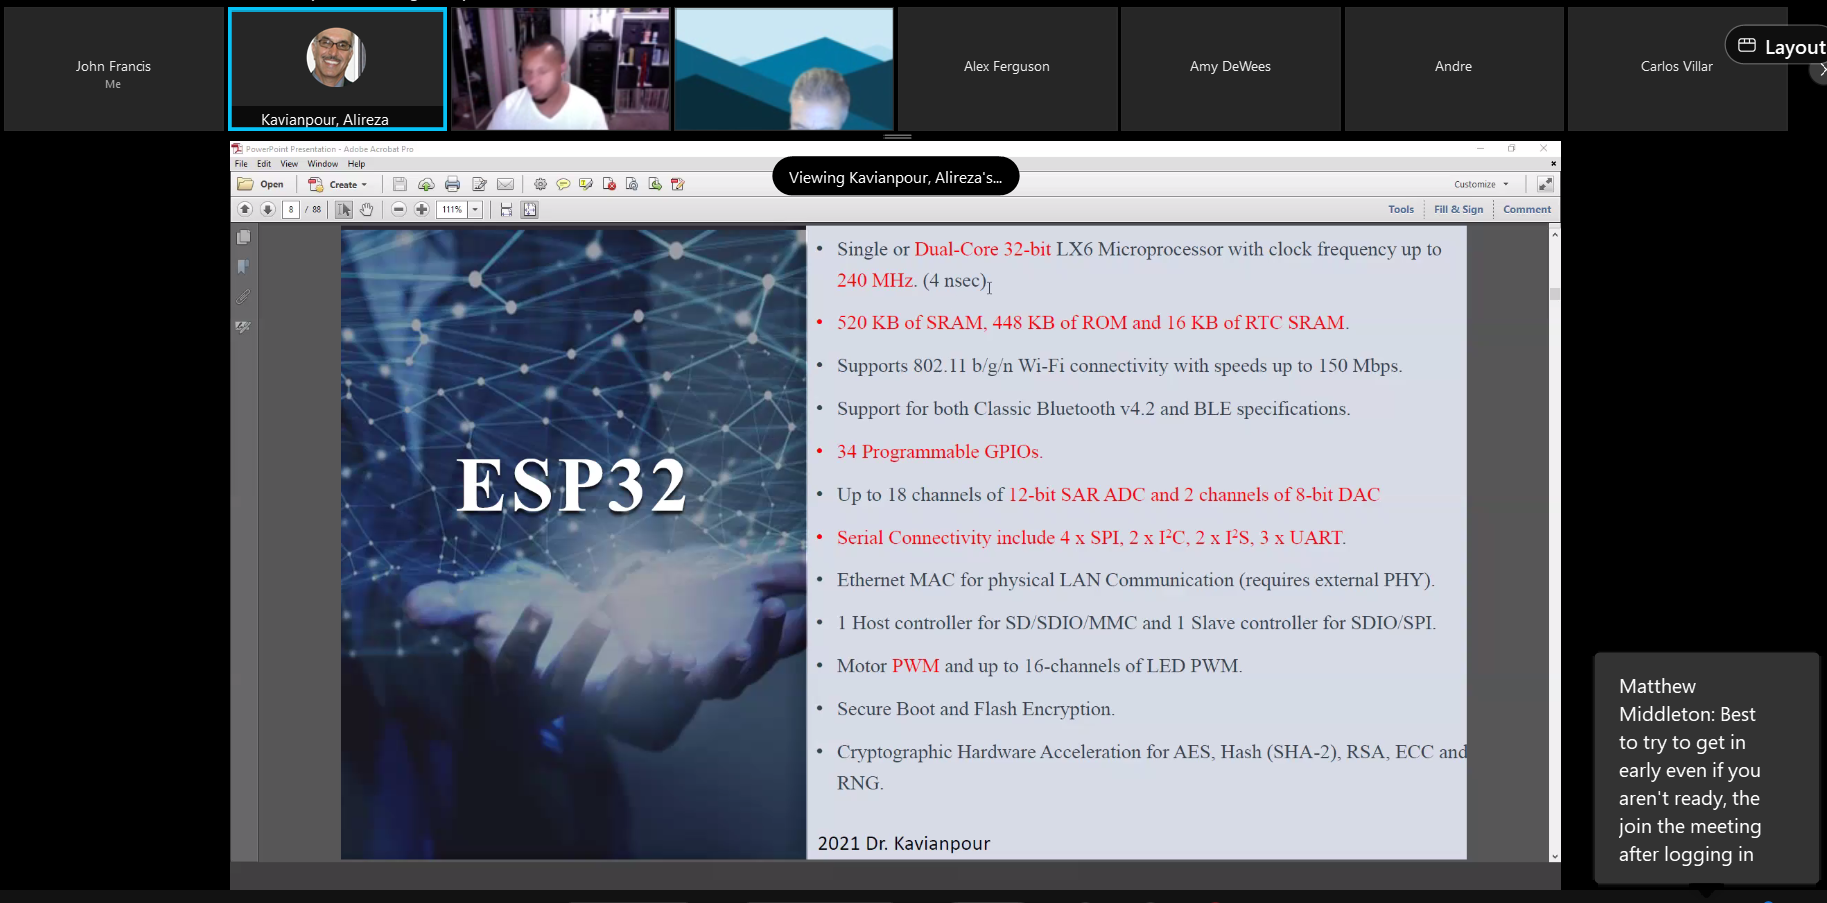 John Francis
Me
Kavianpour, Alireza
Alex Ferguson
Amy DeWees
Andre
Carlos Villar
Layout
PowerPoint Presentation - Adobe Acrobat Pro
File Edit View Window Help
Viewing Kavianpour, Alireza's...
Open Create Customize
8 / 88 111% Tools Fill & Sign Comment
ESP32
• Single or Dual-Core 32-bit LX6 Microprocessor with clock frequency up to
240 MHz. (4 nsec)
• 520 KB of SRAM, 448 KB of ROM and 16 KB of RTC SRAM.
• Supports 802.11 b/g/n Wi-Fi connectivity with speeds up to 150 Mbps.
• Support for both Classic Bluetooth v4.2 and BLE specifications.
• 34 Programmable GPIOs.
• Up to 18 channels of 12-bit SAR ADC and 2 channels of 8-bit DAC
• Serial Connectivity include 4 x SPI, 2 x I²C, 2 x I²S, 3 x UART.
• Ethernet MAC for physical LAN Communication (requires external PHY).
• 1 Host controller for SD/SDIO/MMC and 1 Slave controller for SDIO/SPI.
• Motor PWM and up to 16-channels of LED PWM.
• Secure Boot and Flash Encryption.
• Cryptographic Hardware Acceleration for AES, Hash (SHA-2), RSA, ECC and
RNG.
2021 Dr. Kavianpour
Matthew
Middleton: Best
to try to get in
early even if you
aren't ready, the
join the meeting
after logging in